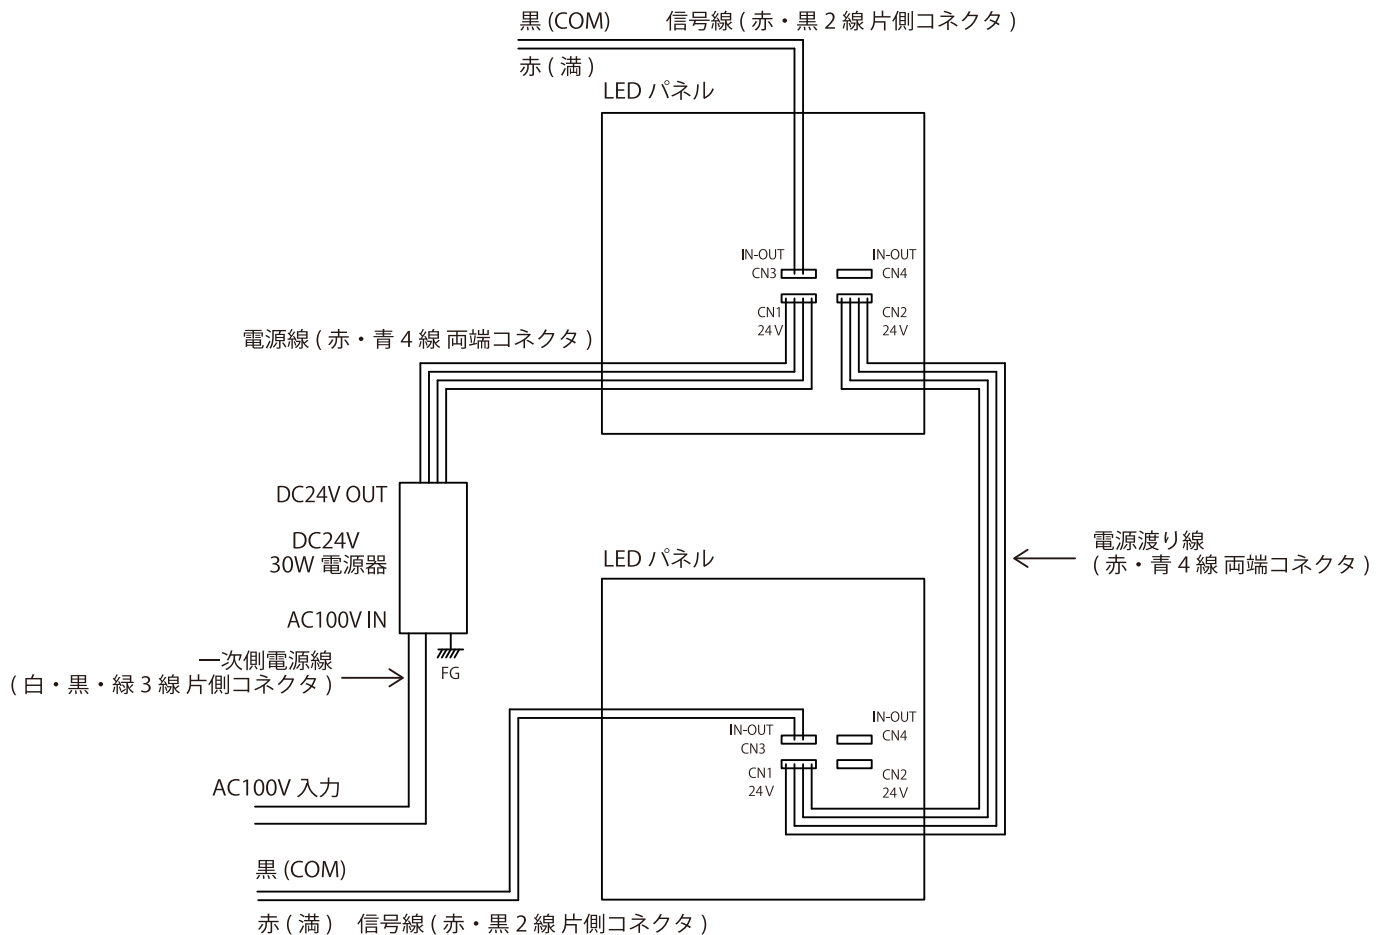 黒 (COM)
信号線 ( 赤・黒 2 線 片側コネクタ )
赤 ( 満 )
LED パネル
IN-OUT
CN3
IN-OUT
CN4
CN1
24V
CN2
24V
電源線 ( 赤・青 4 線 両端コネクタ )
DC24V OUT
DC24V
30W 電源器
AC100V IN
FG
一次側電源線
( 白・黒・緑 3 線 片側コネクタ )
電源渡り線
( 赤・青 4 線 両端コネクタ )
LED パネル
IN-OUT
CN3
IN-OUT
CN4
CN1
24V
CN2
24V
AC100V 入力
黒 (COM)
赤 ( 満 )
信号線 ( 赤・黒 2 線 片側コネクタ )